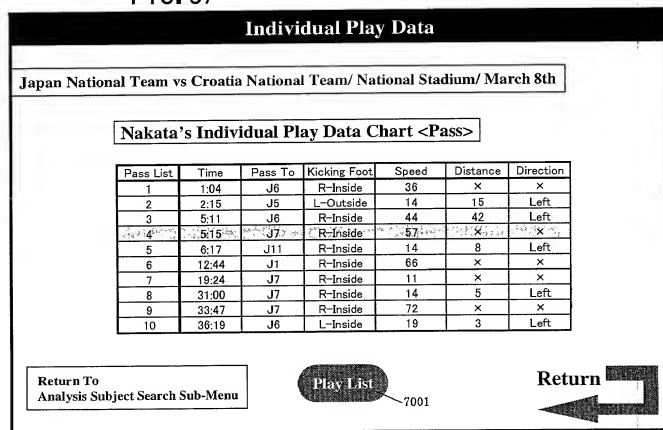 Individual Play Data
Japan National Team vs Croatia National Team/ National Stadium/ March 8th
Nakata's Individual Play Data Chart <Pass>
Pass List Time Pass To Kicking Foot Speed Distance Direction
1 1:04 J6 R-Inside 36 × ×
2 2:15 J5 L-Outside 14 15 Left
3 5:11 J6 R-Inside 44 42 Left
4 5:15 J7 R-Inside 57 × ×
5 6:17 J11 R-Inside 14 8 Left
6 12:44 J1 R-Inside 66 × ×
7 19:24 J7 R-Inside 11 × ×
8 31:00 J7 R-Inside 14 5 Left
9 33:47 J7 R-Inside 72 × ×
10 36:19 J6 L-Inside 19 3 Left
Return To
Analysis Subject Search Sub-Menu
Play List
7001
Return